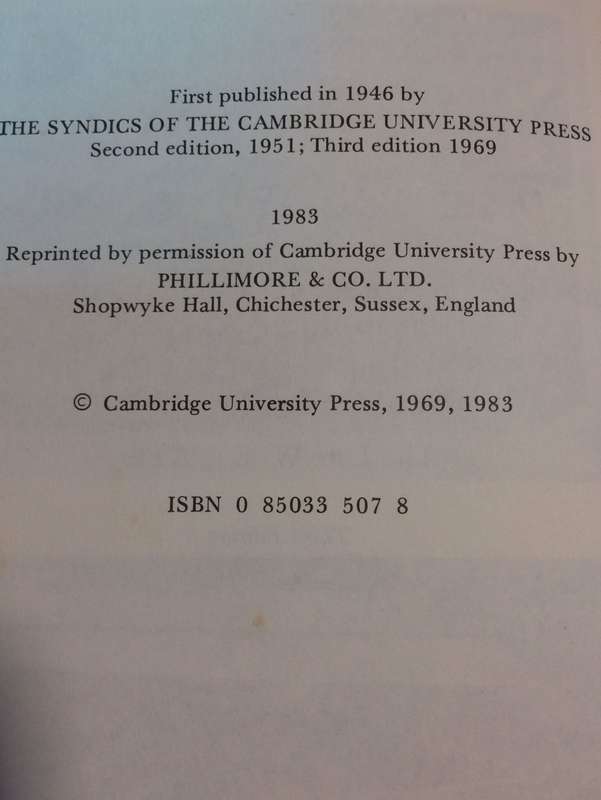 First published in 1946 by
THE SYNDICS OF THE CAMBRIDGE UNIVERSITY PRESS
Second edition, 1951; Third edition 1969
1983
Reprinted by permission of Cambridge University Press by
PHILLIMORE & CO. LTD.
Shopwyke Hall, Chichester, Sussex, England
© Cambridge University Press, 1969, 1983
ISBN 0 85033 507 8